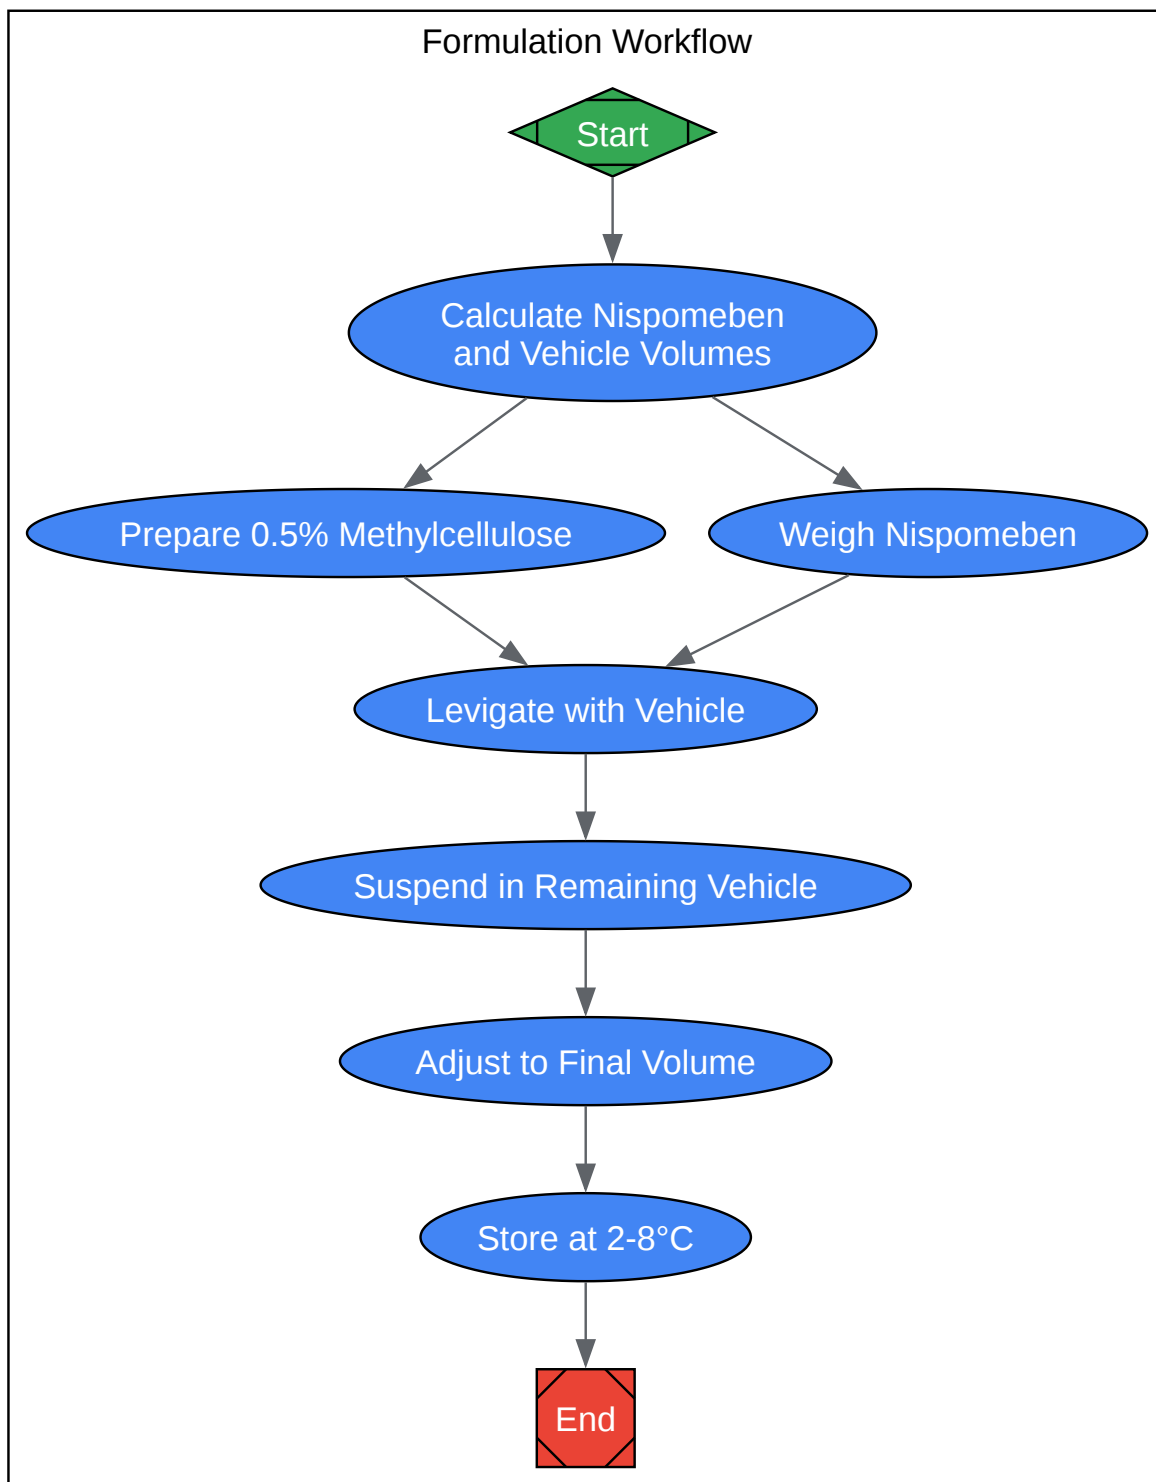 Formulation Workflow
Start
Calculate Nispomeben
and Vehicle Volumes
Prepare 0.5% Methylcellulose
Weigh Nispomeben
Levigate with Vehicle
Suspend in Remaining Vehicle
Adjust to Final Volume
Store at 2-8°C
End